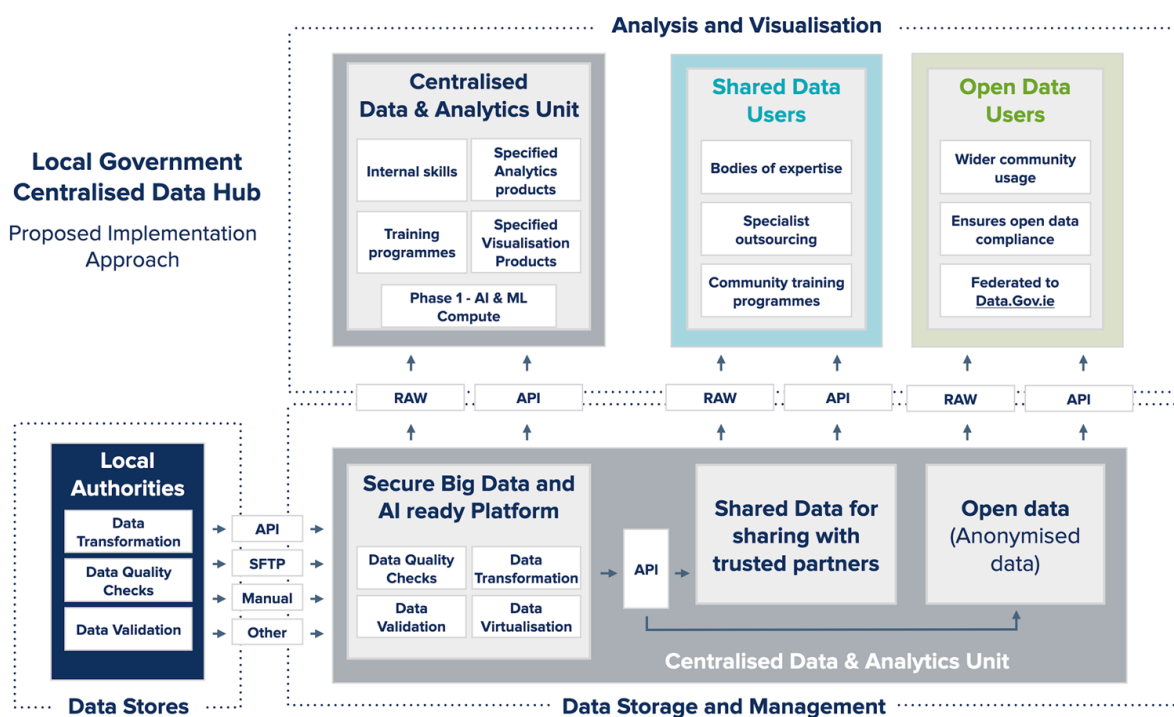 Analysis and Visualisation
Local Government
Centralised Data Hub
Proposed Implementation
Approach
Centralised
Data & Analytics Unit
Internal skills
Specified
Analytics
products
Training
programmes
Specified
Visualisation
Products
Phase 1 - AI & ML
Compute
Shared Data
Users
Bodies of expertise
Specialist
outsourcing
Community training
programmes
Open Data
Users
Wider community
usage
Ensures open data
compliance
Federated to
Data.Gov.ie
RAW
API
RAW
API
RAW
API
Local
Authorities
Data
Transformation
Data Quality
Checks
Data Validation
API
SFTP
Manual
Other
Secure Big Data and
AI ready Platform
Data Quality
Checks
Data
Transformation
Data
Validation
Data
Virtualisation
API
Shared Data for
sharing with
trusted partners
Open data
(Anonymised
data)
Centralised Data & Analytics Unit
Data Stores
Data Storage and Management